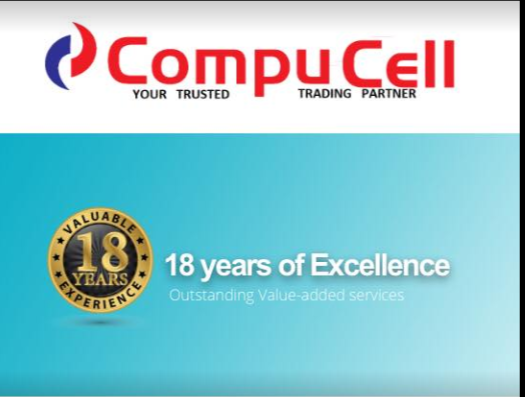 CompuCell
YOUR TRUSTED TRADING PARTNER
VALUABLE
18
YEARS
EXPERIENCE
18 years of Excellence
Outstanding Value-added services